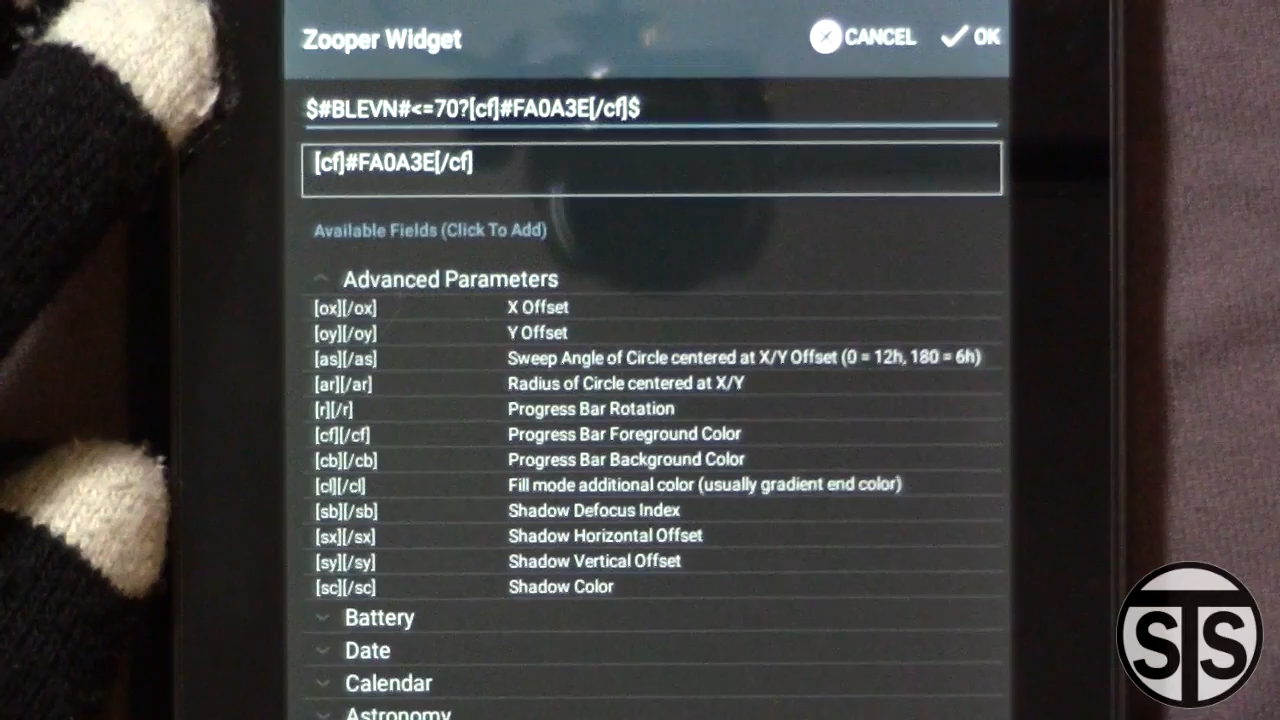 Zooper Widget CANCEL OK
$#BLEVN#<=70?[cf]#FA0A3E[/cf]$
[cf]#FA0A3E[/cf]
Available Fields (Click To Add)
Advanced Parameters
[ox][/ox] X Offset
[oy][/oy] Y Offset
[as][/as] Sweep Angle of Circle centered at X/Y Offset (0 = 12h, 180 = 6h)
[ar][/ar] Radius of Circle centered at X/Y
[r][/r] Progress Bar Rotation
[cf][/cf] Progress Bar Foreground Color
[cb][/cb] Progress Bar Background Color
[cl][/cl] Fill mode additional color (usually gradient end color)
[sb][/sb] Shadow Defocus Index
[sx][/sx] Shadow Horizontal Offset
[sy][/sy] Shadow Vertical Offset
[sc][/sc] Shadow Color
Battery
Date
Calendar
Astronomy
STS